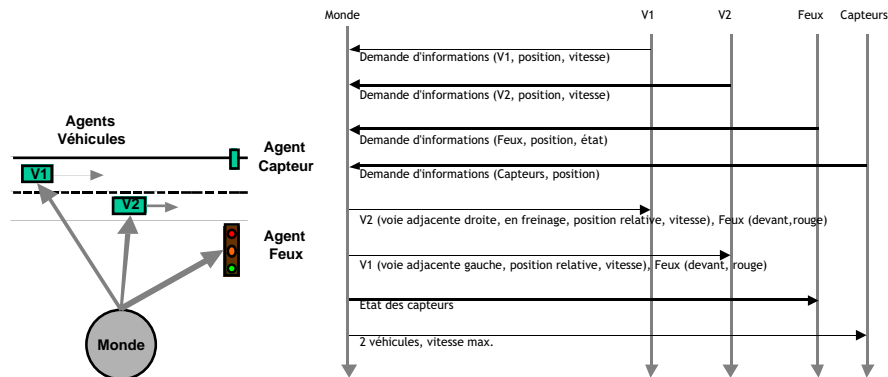 Agents
Véhicules
Agent
Capteur
V1
V2
Agent
Feux
Monde
Monde V1 V2 Feux Capteurs
Demande d'informations (V1, position, vitesse)
Demande d'informations (V2, position, vitesse)
Demande d'informations (Feux, position, état)
Demande d'informations (Capteurs, position)
V2 (voie adjacente droite, en freinage, position relative, vitesse), Feux (devant,rouge)
V1 (voie adjacente gauche, position relative, vitesse), Feux (devant, rouge)
Etat des capteurs
2 véhicules, vitesse max.